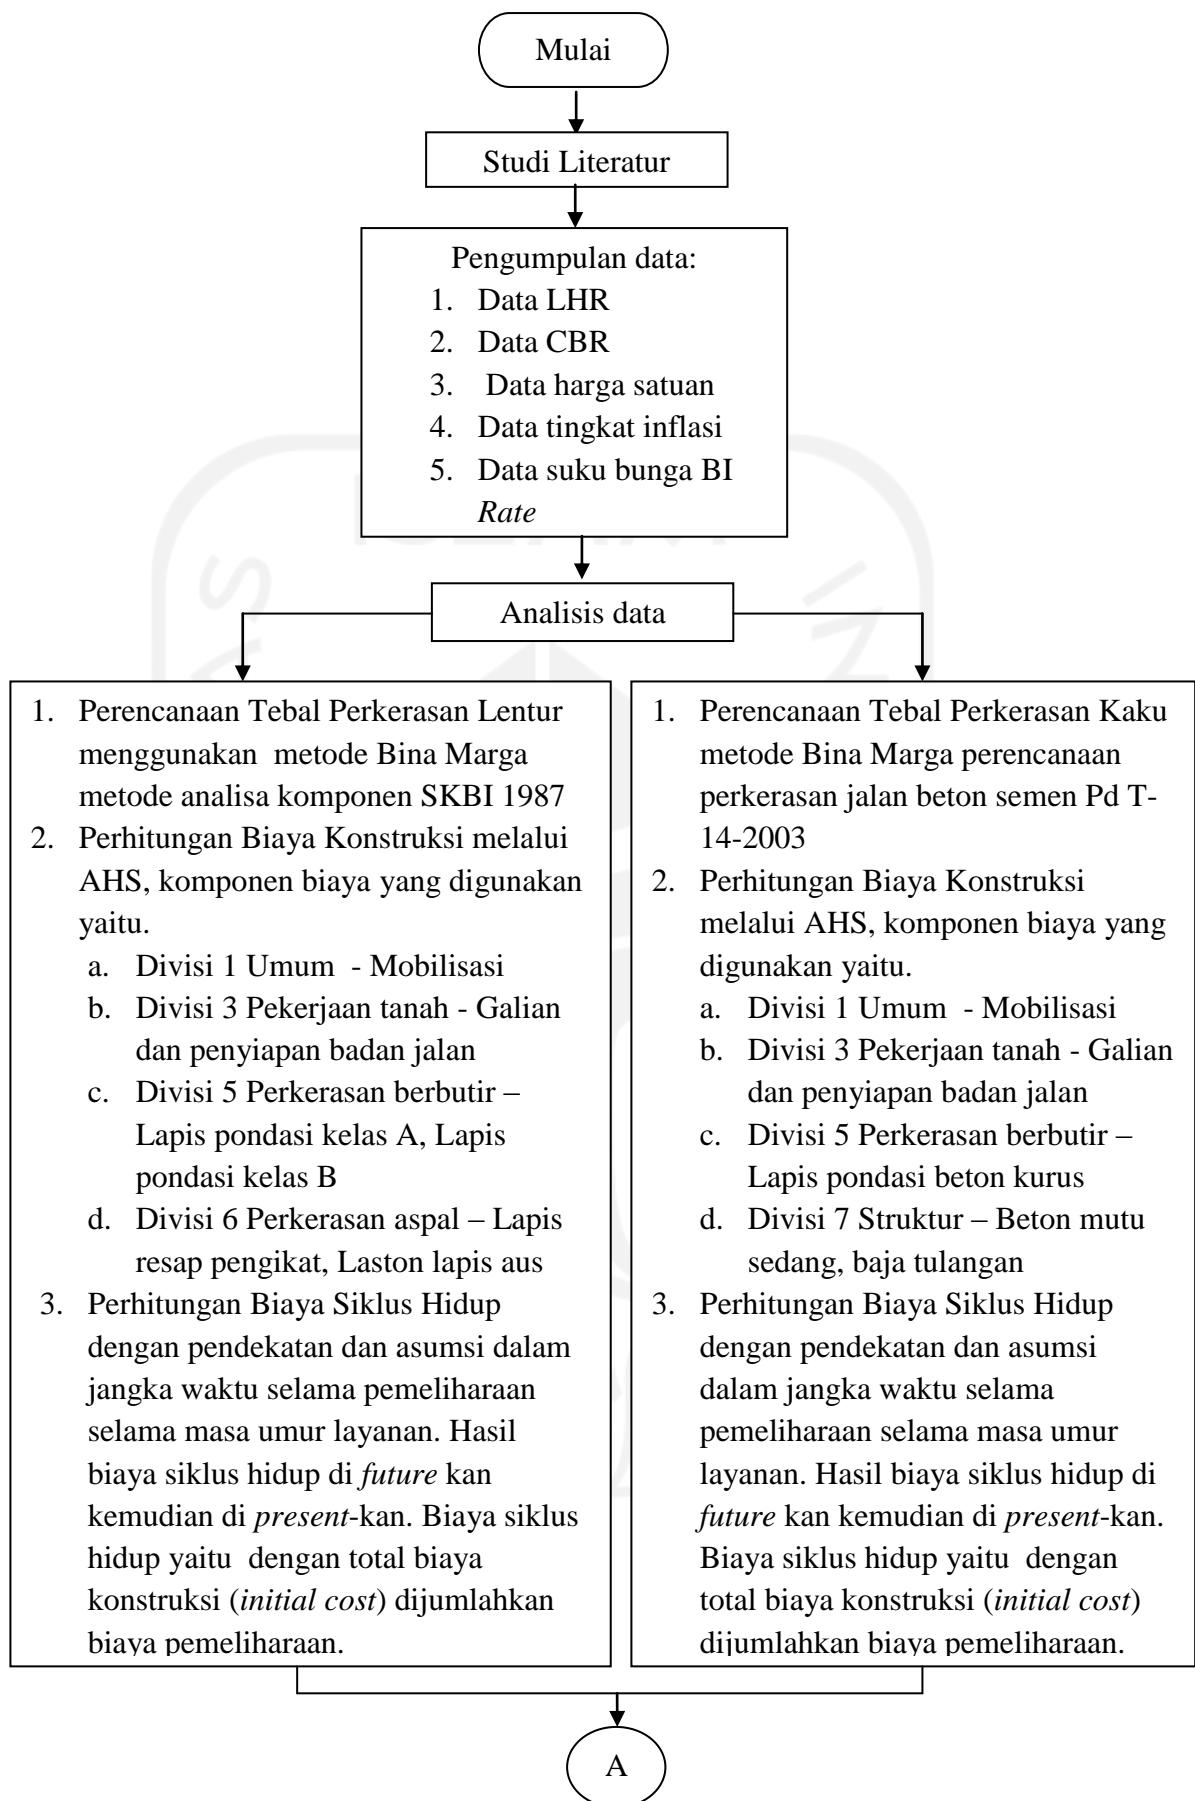 Mulai
Studi Literatur
Pengumpulan data:
1. Data LHR
2. Data CBR
3. Data harga satuan
4. Data tingkat inflasi
5. Data suku bunga BI
Rate
Analisis data
1. Perencanaan Tebal Perkerasan Lentur
menggunakan metode Bina Marga
metode analisa komponen SKBI 1987
2. Perhitungan Biaya Konstruksi melalui
AHS, komponen biaya yang digunakan
yaitu.
a. Divisi 1 Umum - Mobilisasi
b. Divisi 3 Pekerjaan tanah - Galian
dan penyiapan badan jalan
c. Divisi 5 Perkerasan berbutir –
Lapis pondasi kelas A, Lapis
pondasi kelas B
d. Divisi 6 Perkerasan aspal – Lapis
resap pengikat, Laston lapis aus
3. Perhitungan Biaya Siklus Hidup
dengan pendekatan dan asumsi dalam
jangka waktu selama pemeliharaan
selama masa umur layanan. Hasil
biaya siklus hidup di future kan
kemudian di present-kan. Biaya siklus
hidup yaitu dengan total biaya
konstruksi (initial cost) dijumlahkan
biaya pemeliharaan.
1. Perencanaan Tebal Perkerasan Kaku
metode Bina Marga perencanaan
perkerasan jalan beton semen Pd T-
14-2003
2. Perhitungan Biaya Konstruksi
melalui AHS, komponen biaya yang
digunakan yaitu.
a. Divisi 1 Umum - Mobilisasi
b. Divisi 3 Pekerjaan tanah - Galian
dan penyiapan badan jalan
c. Divisi 5 Perkerasan berbutir –
Lapis pondasi beton kurus
d. Divisi 7 Struktur – Beton mutu
sedang, baja tulangan
3. Perhitungan Biaya Siklus Hidup
dengan pendekatan dan asumsi
dalam jangka waktu selama
pemeliharaan selama masa umur
layanan. Hasil biaya siklus hidup di
future kan kemudian di present-kan.
Biaya siklus hidup yaitu dengan
total biaya konstruksi (initial cost)
dijumlahkan biaya pemeliharaan.
A